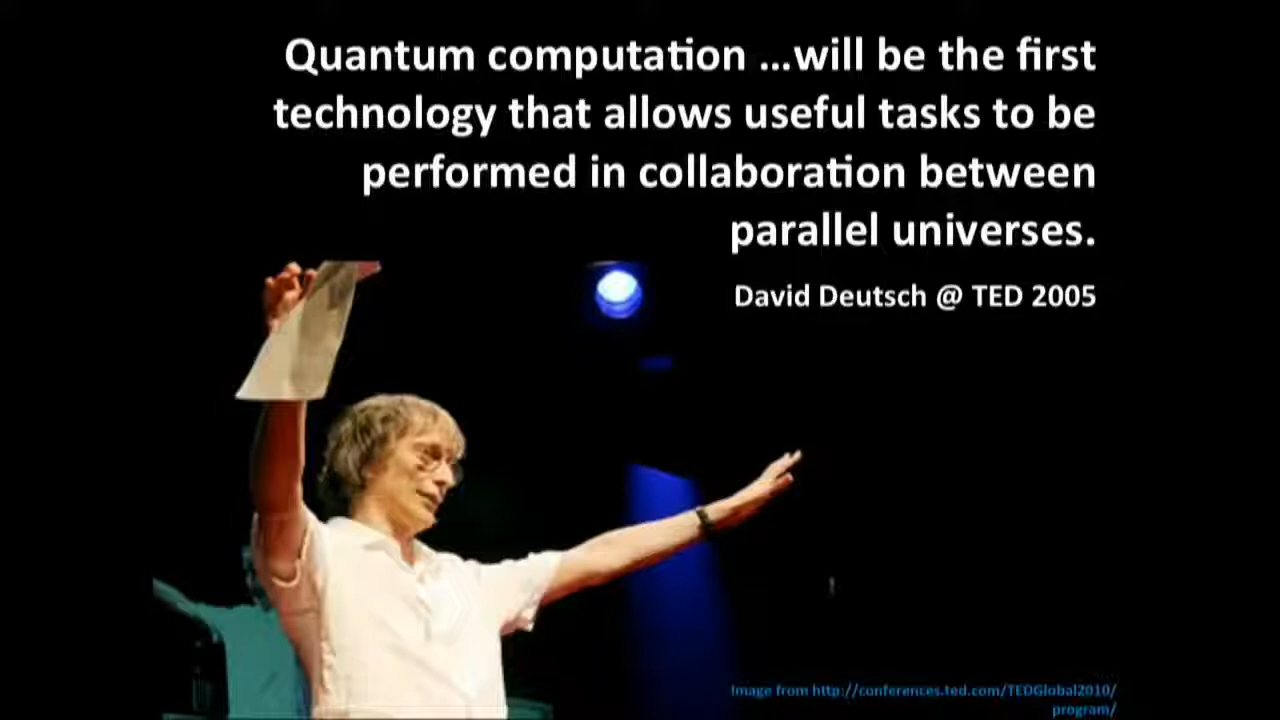 Quantum computation ...will be the first
technology that allows useful tasks to be
performed in collaboration between
parallel universes.
David Deutsch @ TED 2005
Image from http://conferences.ted.com/TEDGlobal2010/
program/